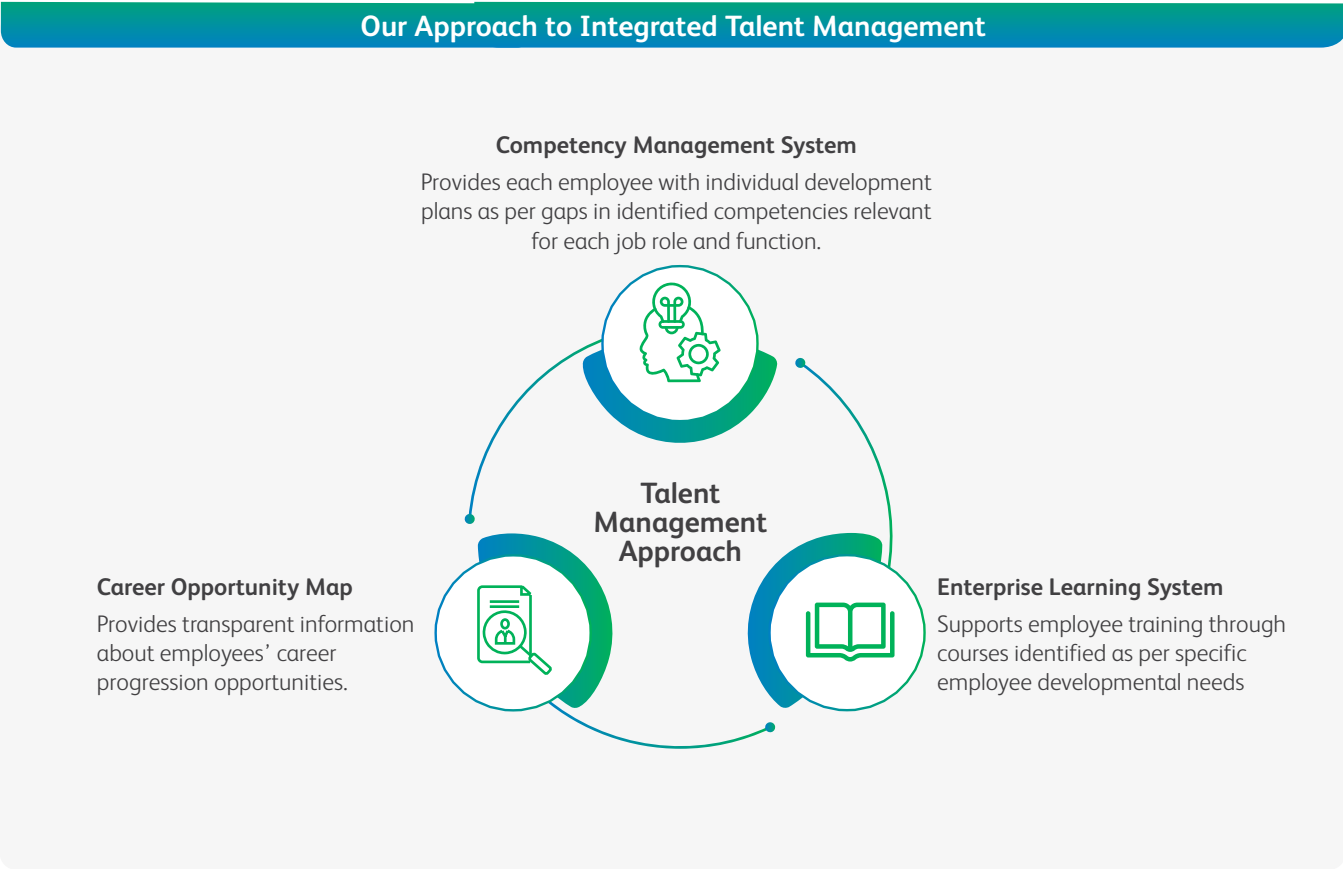 Our Approach to Integrated Talent Management
Competency Management System
Provides each employee with individual development
plans as per gaps in identified competencies relevant
for each job role and function.
Talent
Management
Approach
Career Opportunity Map
Provides transparent information
about employees’ career
progression opportunities.
Enterprise Learning System
Supports employee training through
courses identified as per specific
employee developmental needs